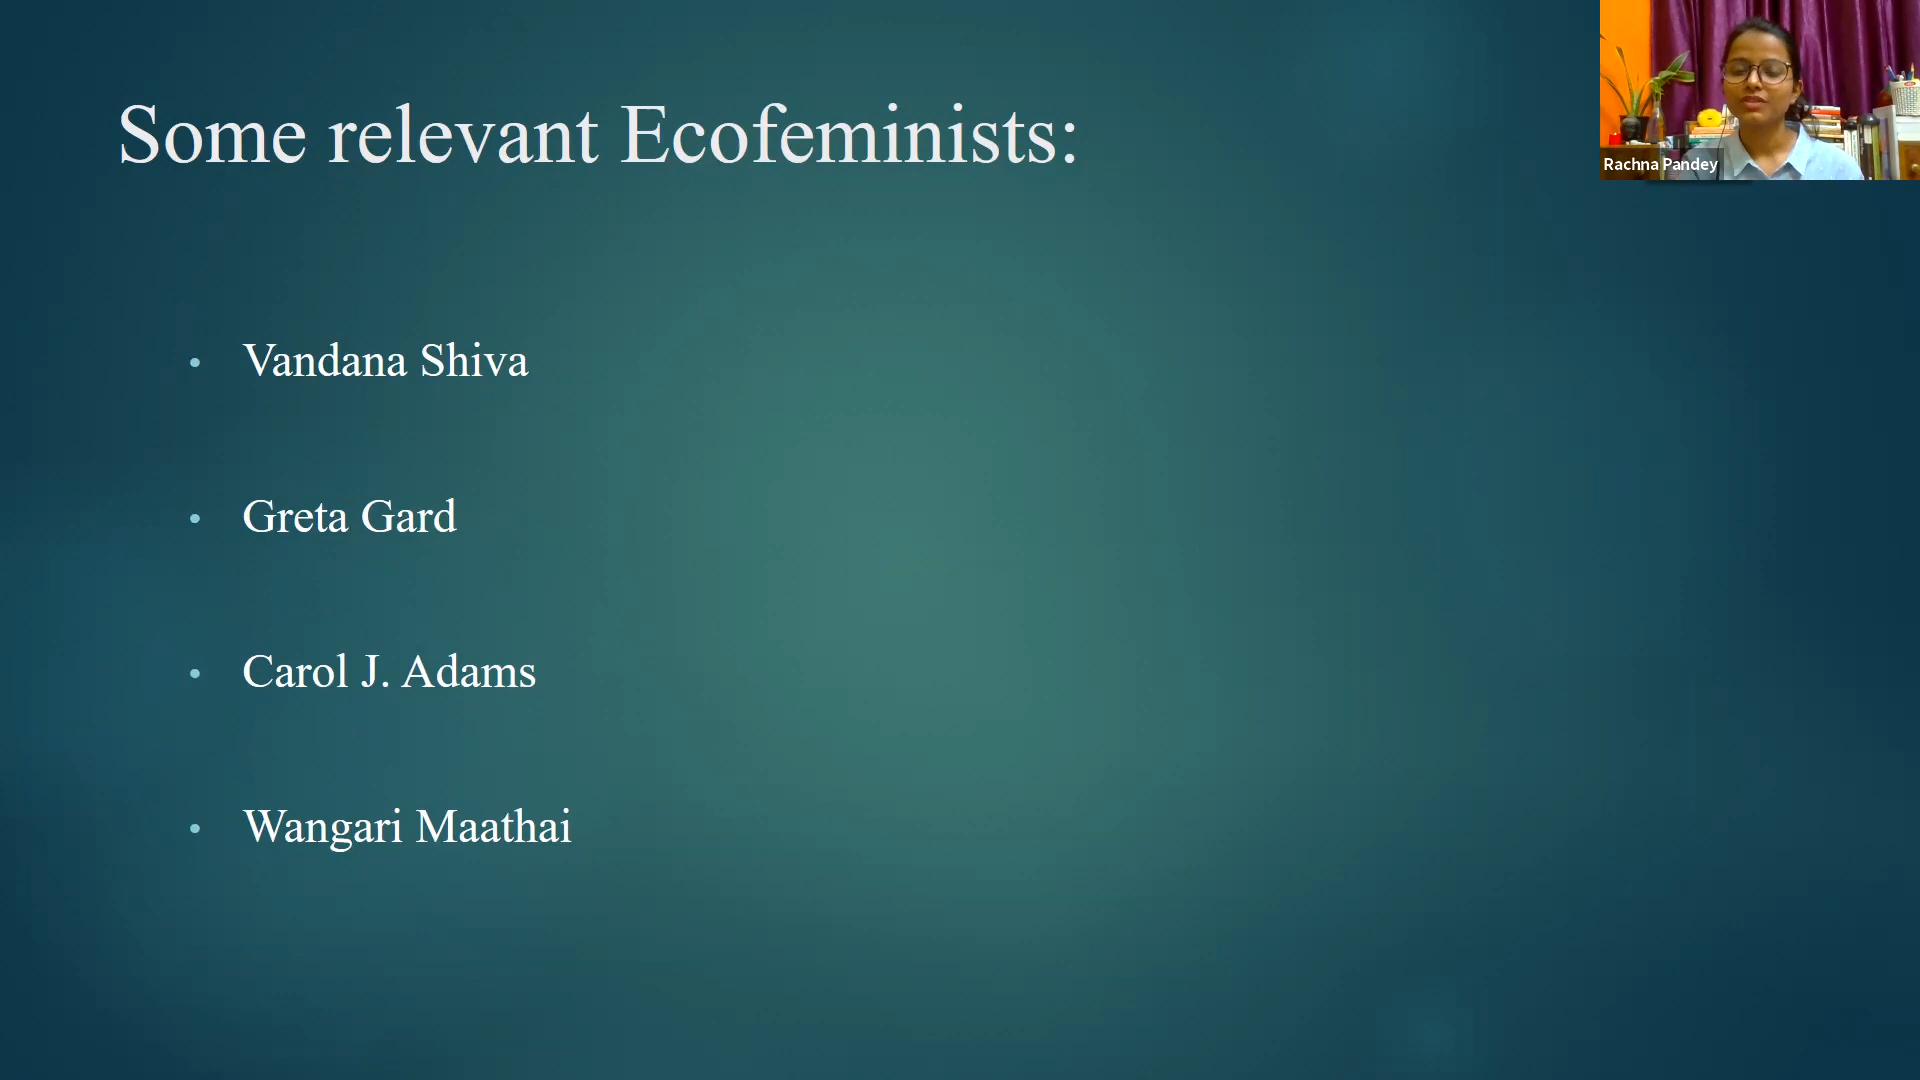 Some relevant Ecofeminists:
Rachna Pandey
• Vandana Shiva
• Greta Gard
• Carol J. Adams
• Wangari Maathai